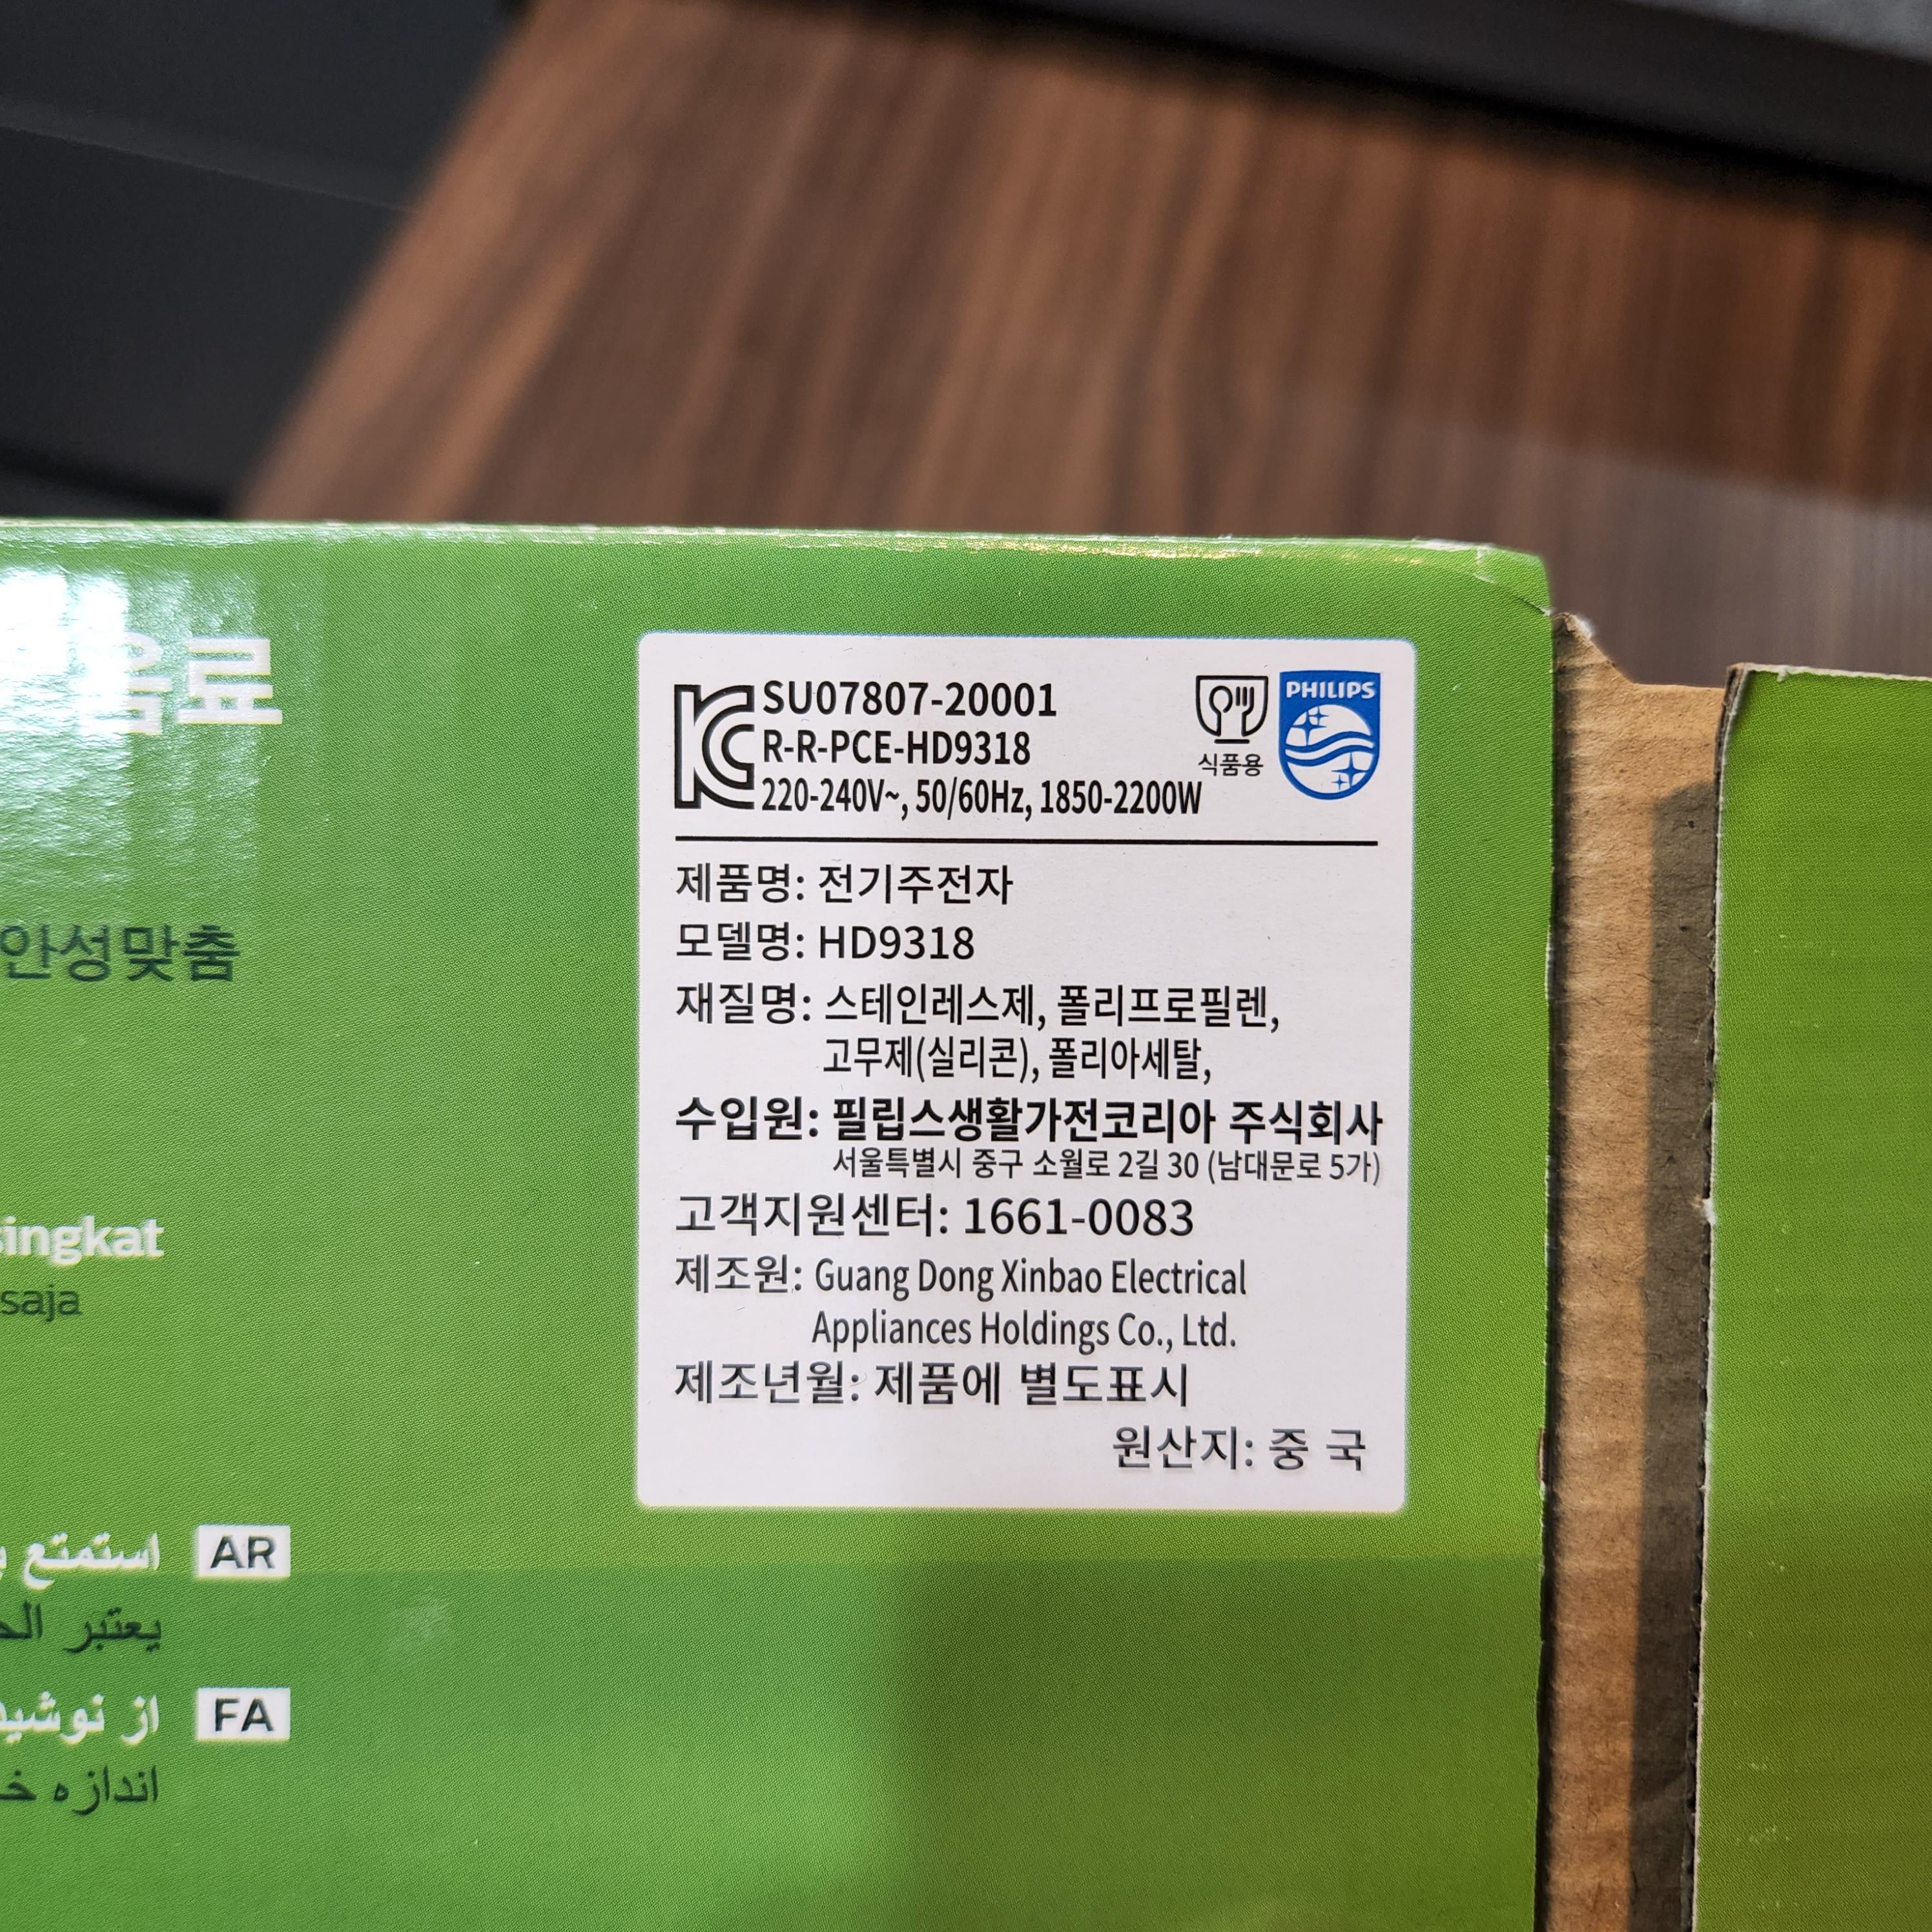 음료
안성맞춤
singkat
saja
استمتع
AR
يعتبر
FA
از
اندازه
SU07807-20001
R-R-PCE-HD9318
220-240V~, 50/60Hz, 1850-2200W
식품용
PHILIPS
제품명: 전기주전자
모델명: HD9318
재질명: 스테인레스제, 폴리프로필렌,
고무제(실리콘), 폴리아세탈,
수입원: 필립스생활가전코리아 주식회사
서울특별시 중구 소월로 2길 30 (남대문로 5가)
고객지원센터: 1661-0083
제조원: Guang Dong Xinbao Electrical
Appliances Holdings Co., Ltd.
제조년월: 제품에 별도표시
원산지: 중 국